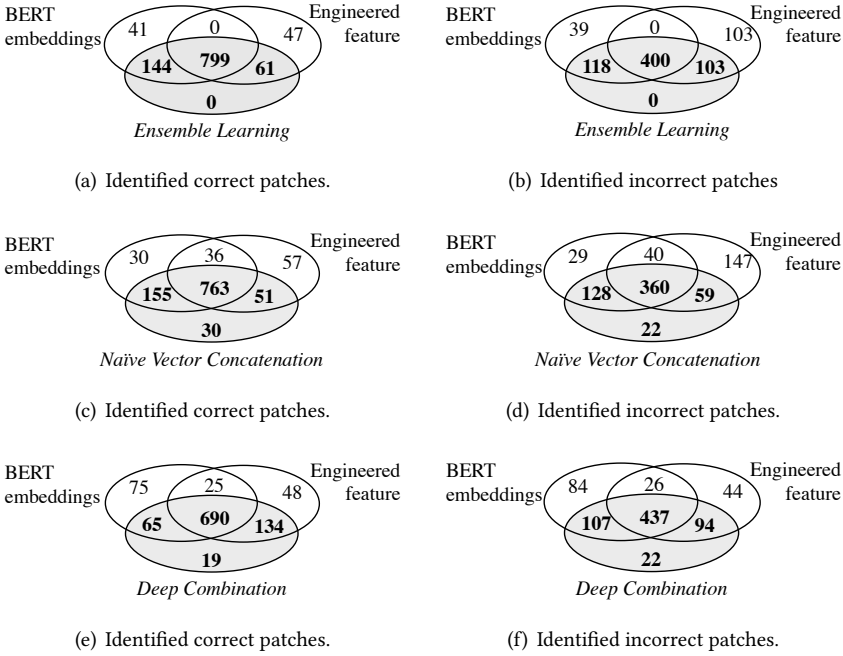 BERT
embeddings
41
0
47
Engineered
feature
144
799
61
0
Ensemble Learning
(a) Identified correct patches.
BERT
embeddings
39
0
103
Engineered
feature
118
400
103
0
Ensemble Learning
(b) Identified incorrect patches
BERT
embeddings
30
36
57
Engineered
feature
155
763
51
30
Naïve Vector Concatenation
(c) Identified correct patches.
BERT
embeddings
29
40
147
Engineered
feature
128
360
59
22
Naïve Vector Concatenation
(d) Identified incorrect patches.
BERT
embeddings
75
25
48
Engineered
feature
65
690
134
19
Deep Combination
(e) Identified correct patches.
BERT
embeddings
84
26
44
Engineered
feature
107
437
94
22
Deep Combination
(f) Identified incorrect patches.